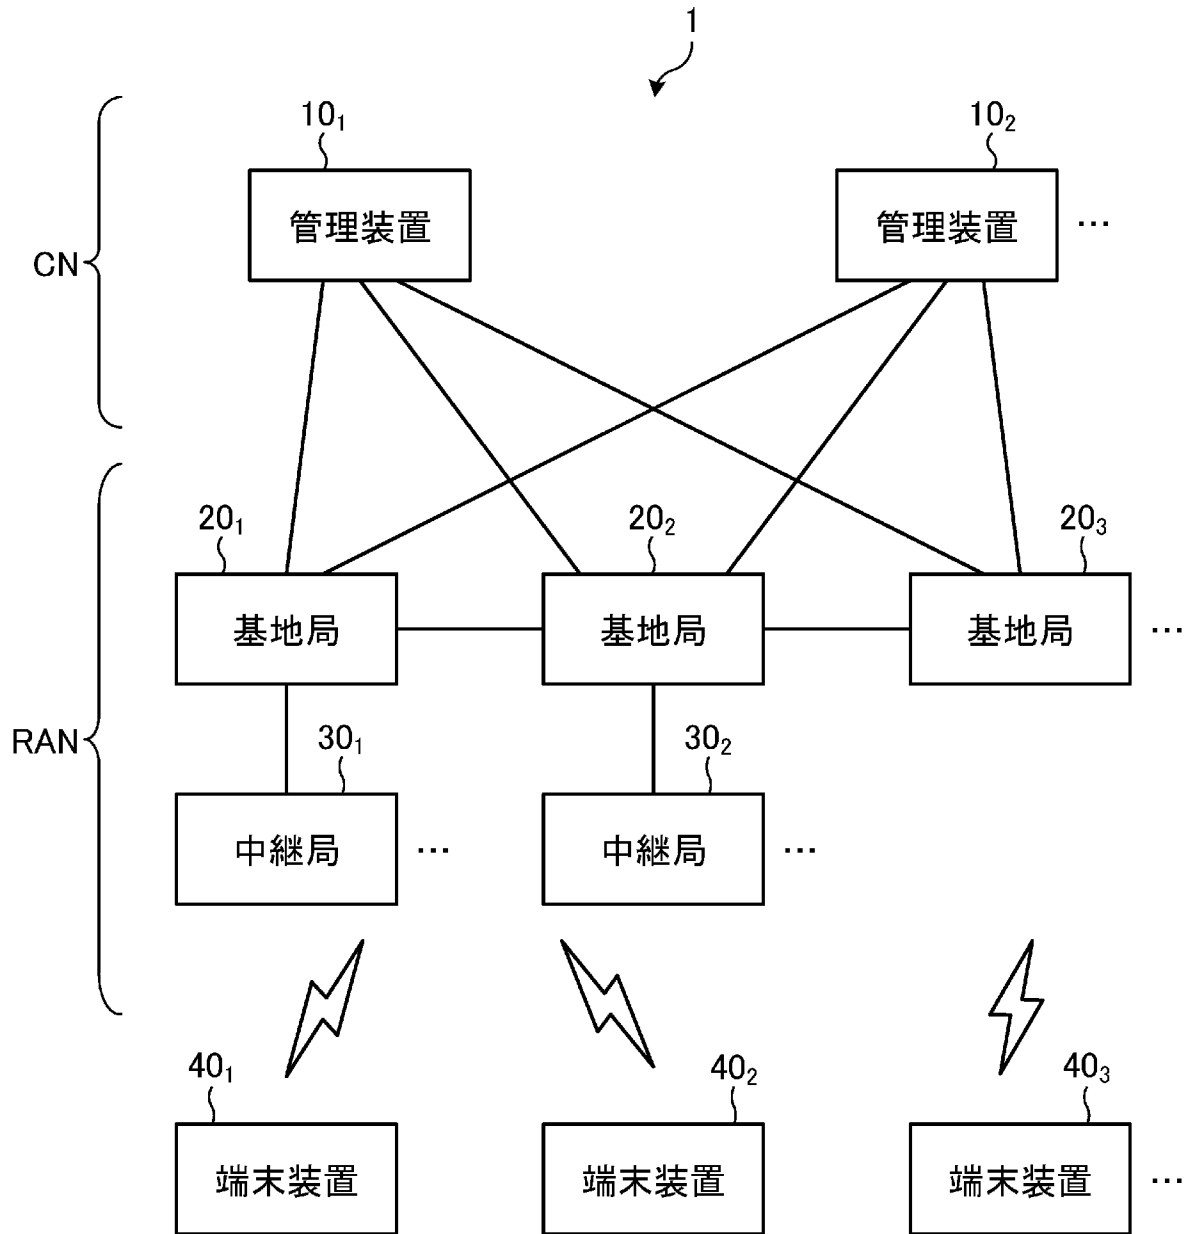 1
10₁
10₂
管理装置
管理装置 …
CN
20₁
20₂
20₃
基地局
基地局
基地局 …
RAN
30₁
30₂
中継局 …
中継局 …
40₁
40₂
40₃
端末装置
端末装置
端末装置 …